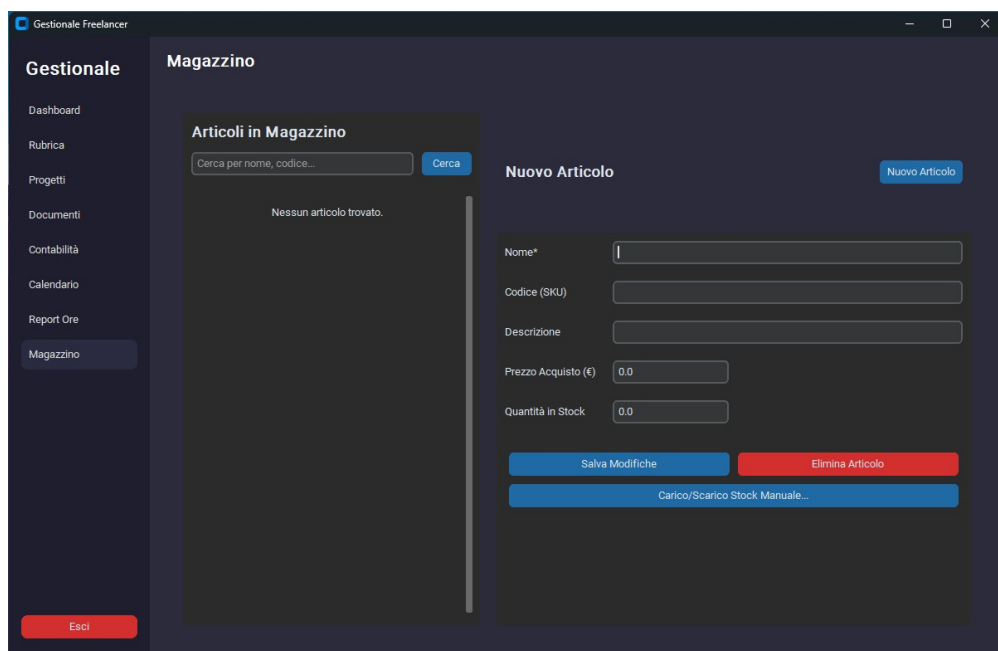 Gestionale Freelancer
Gestionale
Dashboard
Rubrica
Progetti
Documenti
Contabilità
Calendario
Report Ore
Magazzino
Esci
Magazzino
Articoli in Magazzino
Cerca per nome, codice...
Cerca
Nessun articolo trovato.
Nuovo Articolo
Nuovo Articolo
Nome*
Codice (SKU)
Descrizione
Prezzo Acquisto (€) 0.0
Quantità in Stock 0.0
Salva Modifiche
Elimina Articolo
Carico/Scarico Stock Manuale...